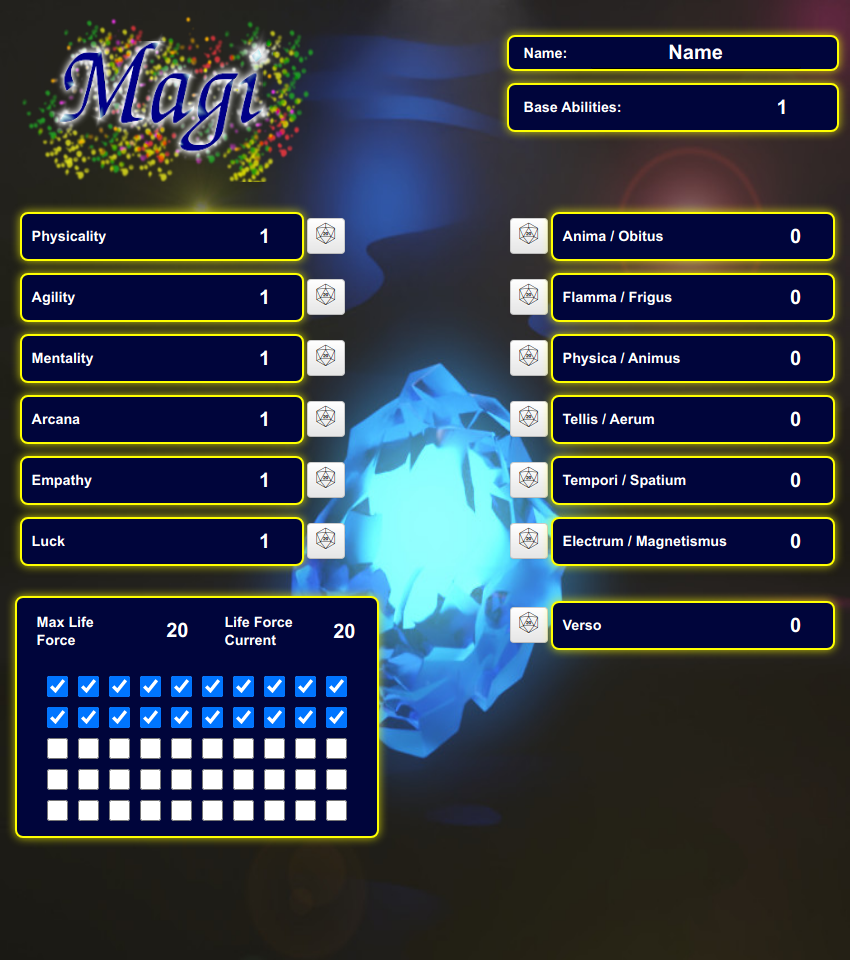 Magi
Name: Name
Base Abilities: 1
Physicality 1
Anima / Obitus 0
Agility 1
Flamma / Frigus 0
Mentality 1
Physica / Animus 0
Arcana 1
Tellis / Aerum 0
Empathy 1
Tempori / Spatium 0
Luck 1
Electrum / Magnetismus 0
Max Life
Force
20
Life Force
Current
20
Verso 0